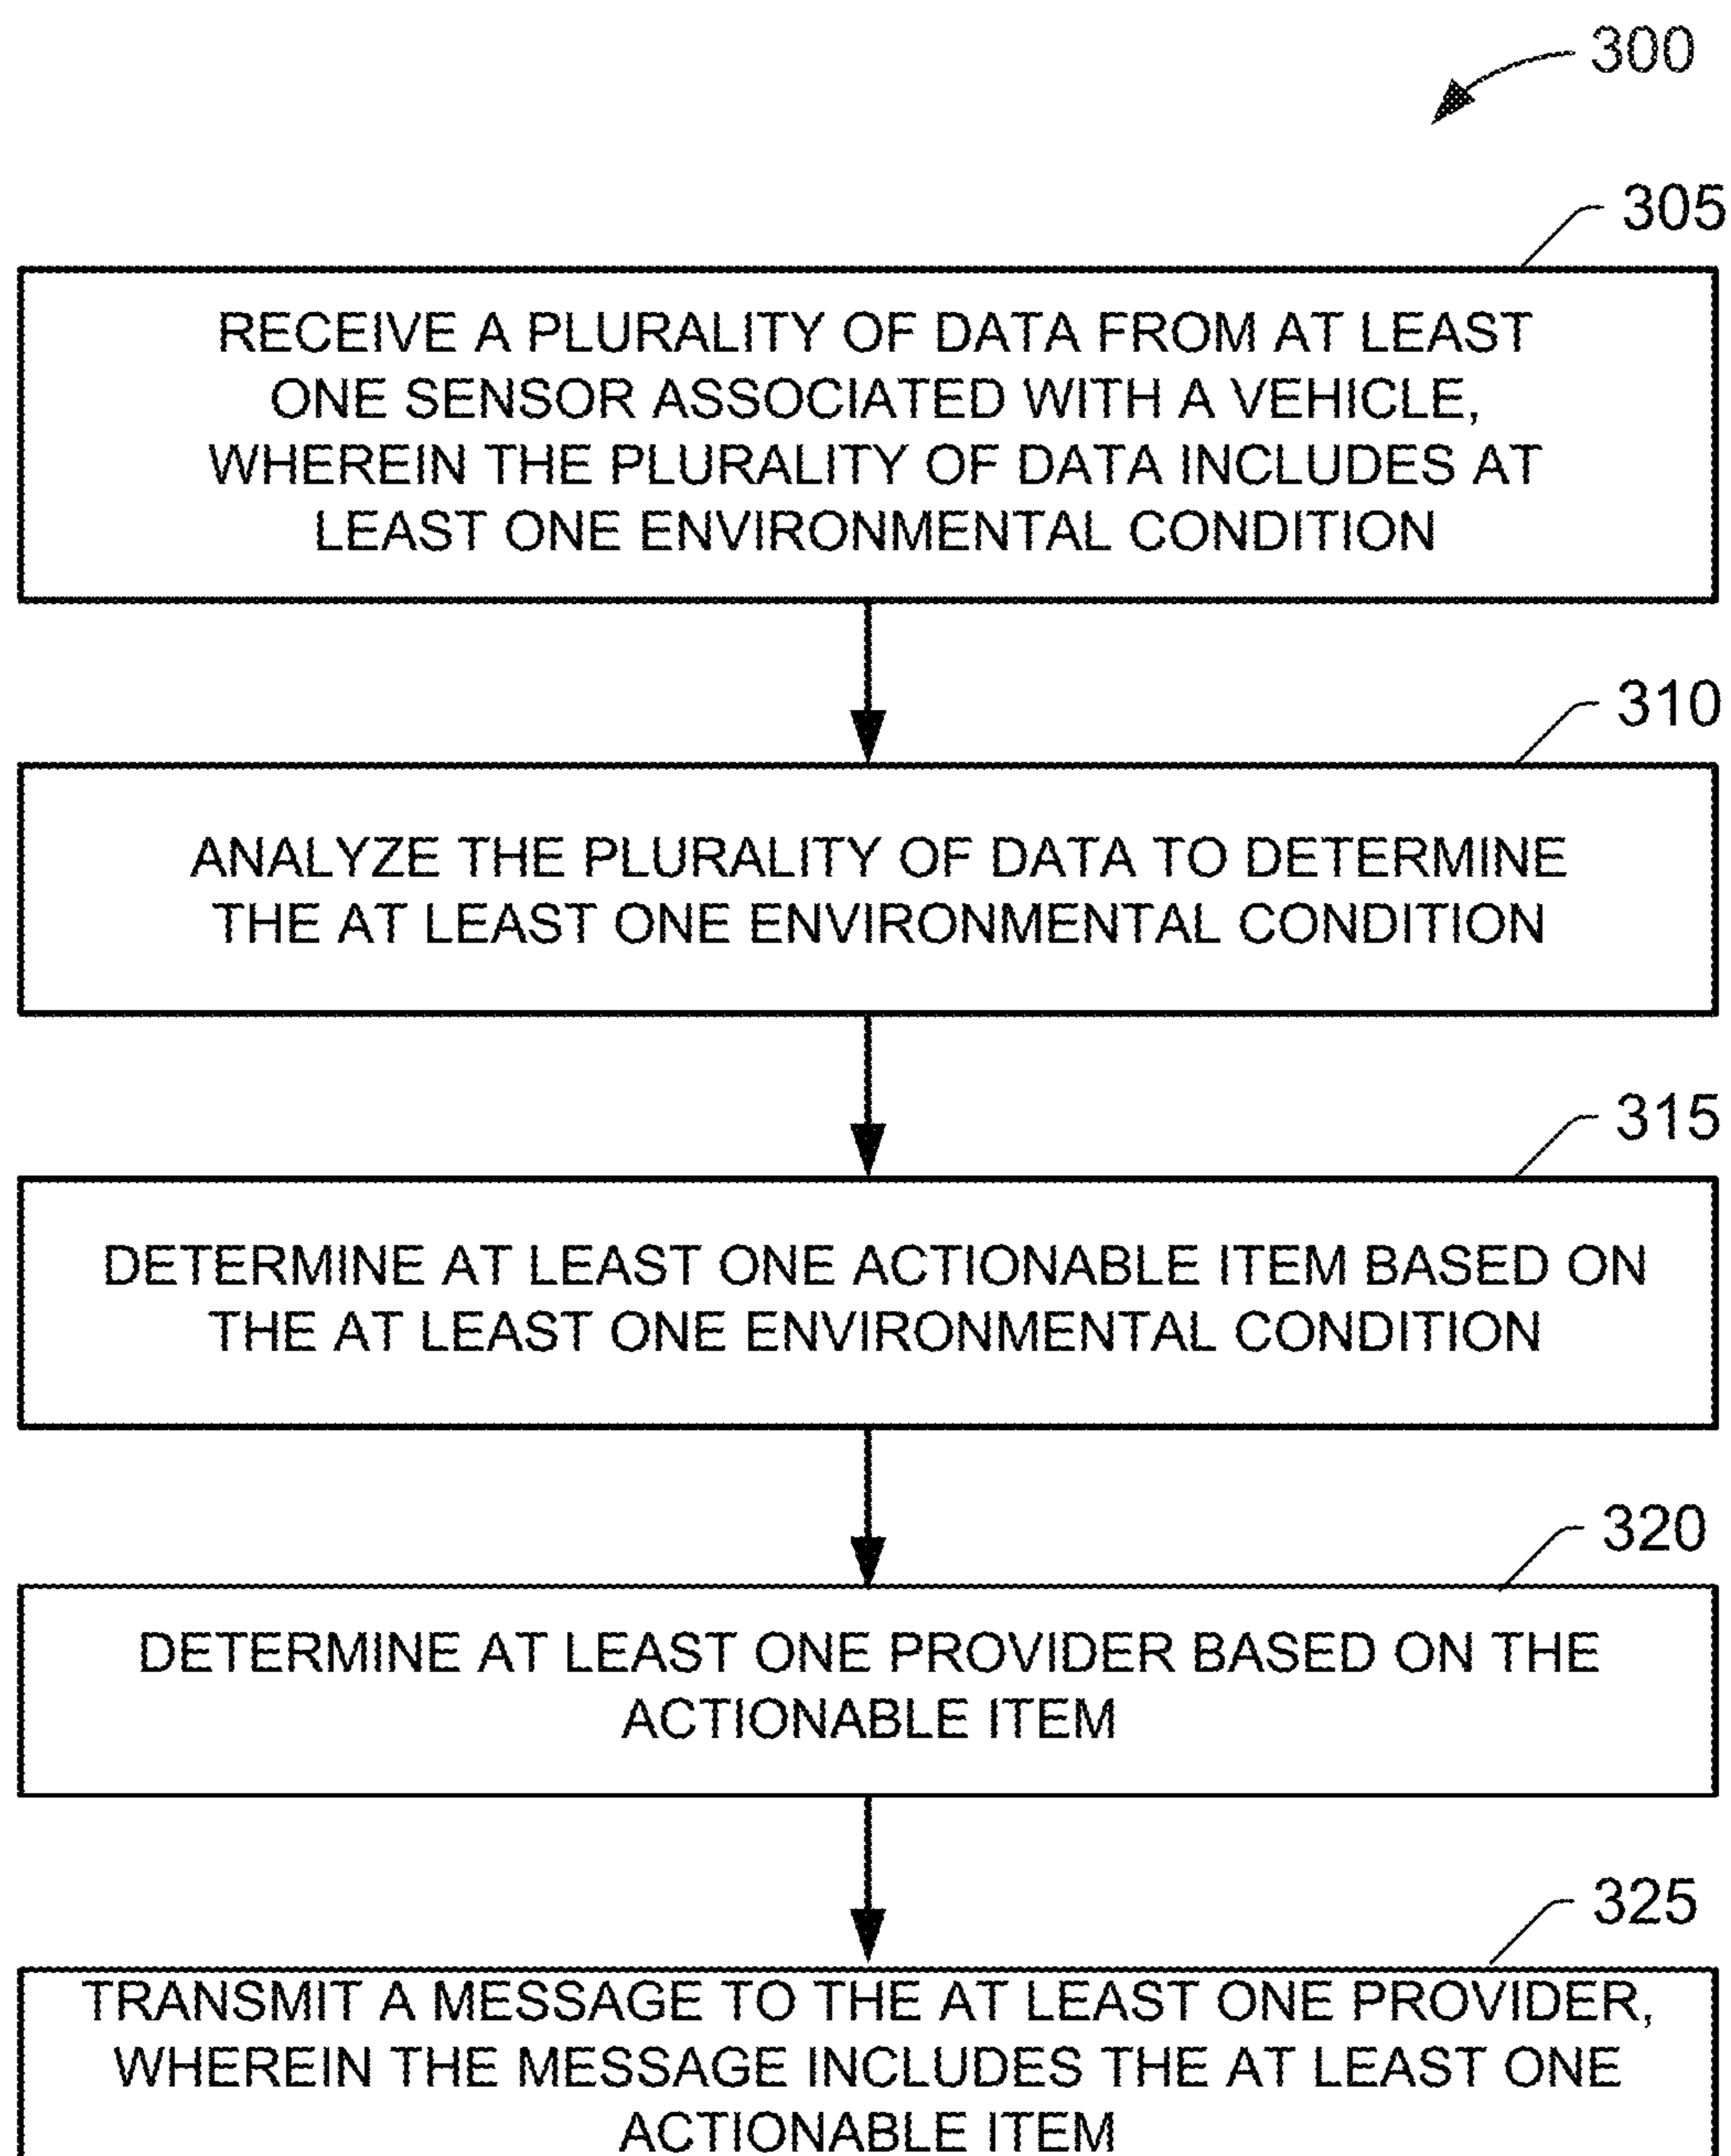 300
305
RECEIVE A PLURALITY OF DATA FROM AT LEAST
ONE SENSOR ASSOCIATED WITH A VEHICLE,
WHEREIN THE PLURALITY OF DATA INCLUDES AT
LEAST ONE ENVIRONMENTAL CONDITION
310
ANALYZE THE PLURALITY OF DATA TO DETERMINE
THE AT LEAST ONE ENVIRONMENTAL CONDITION
315
DETERMINE AT LEAST ONE ACTIONABLE ITEM BASED ON
THE AT LEAST ONE ENVIRONMENTAL CONDITION
320
DETERMINE AT LEAST ONE PROVIDER BASED ON THE
ACTIONABLE ITEM
325
TRANSMIT A MESSAGE TO THE AT LEAST ONE PROVIDER,
WHEREIN THE MESSAGE INCLUDES THE AT LEAST ONE
ACTIONABLE ITEM